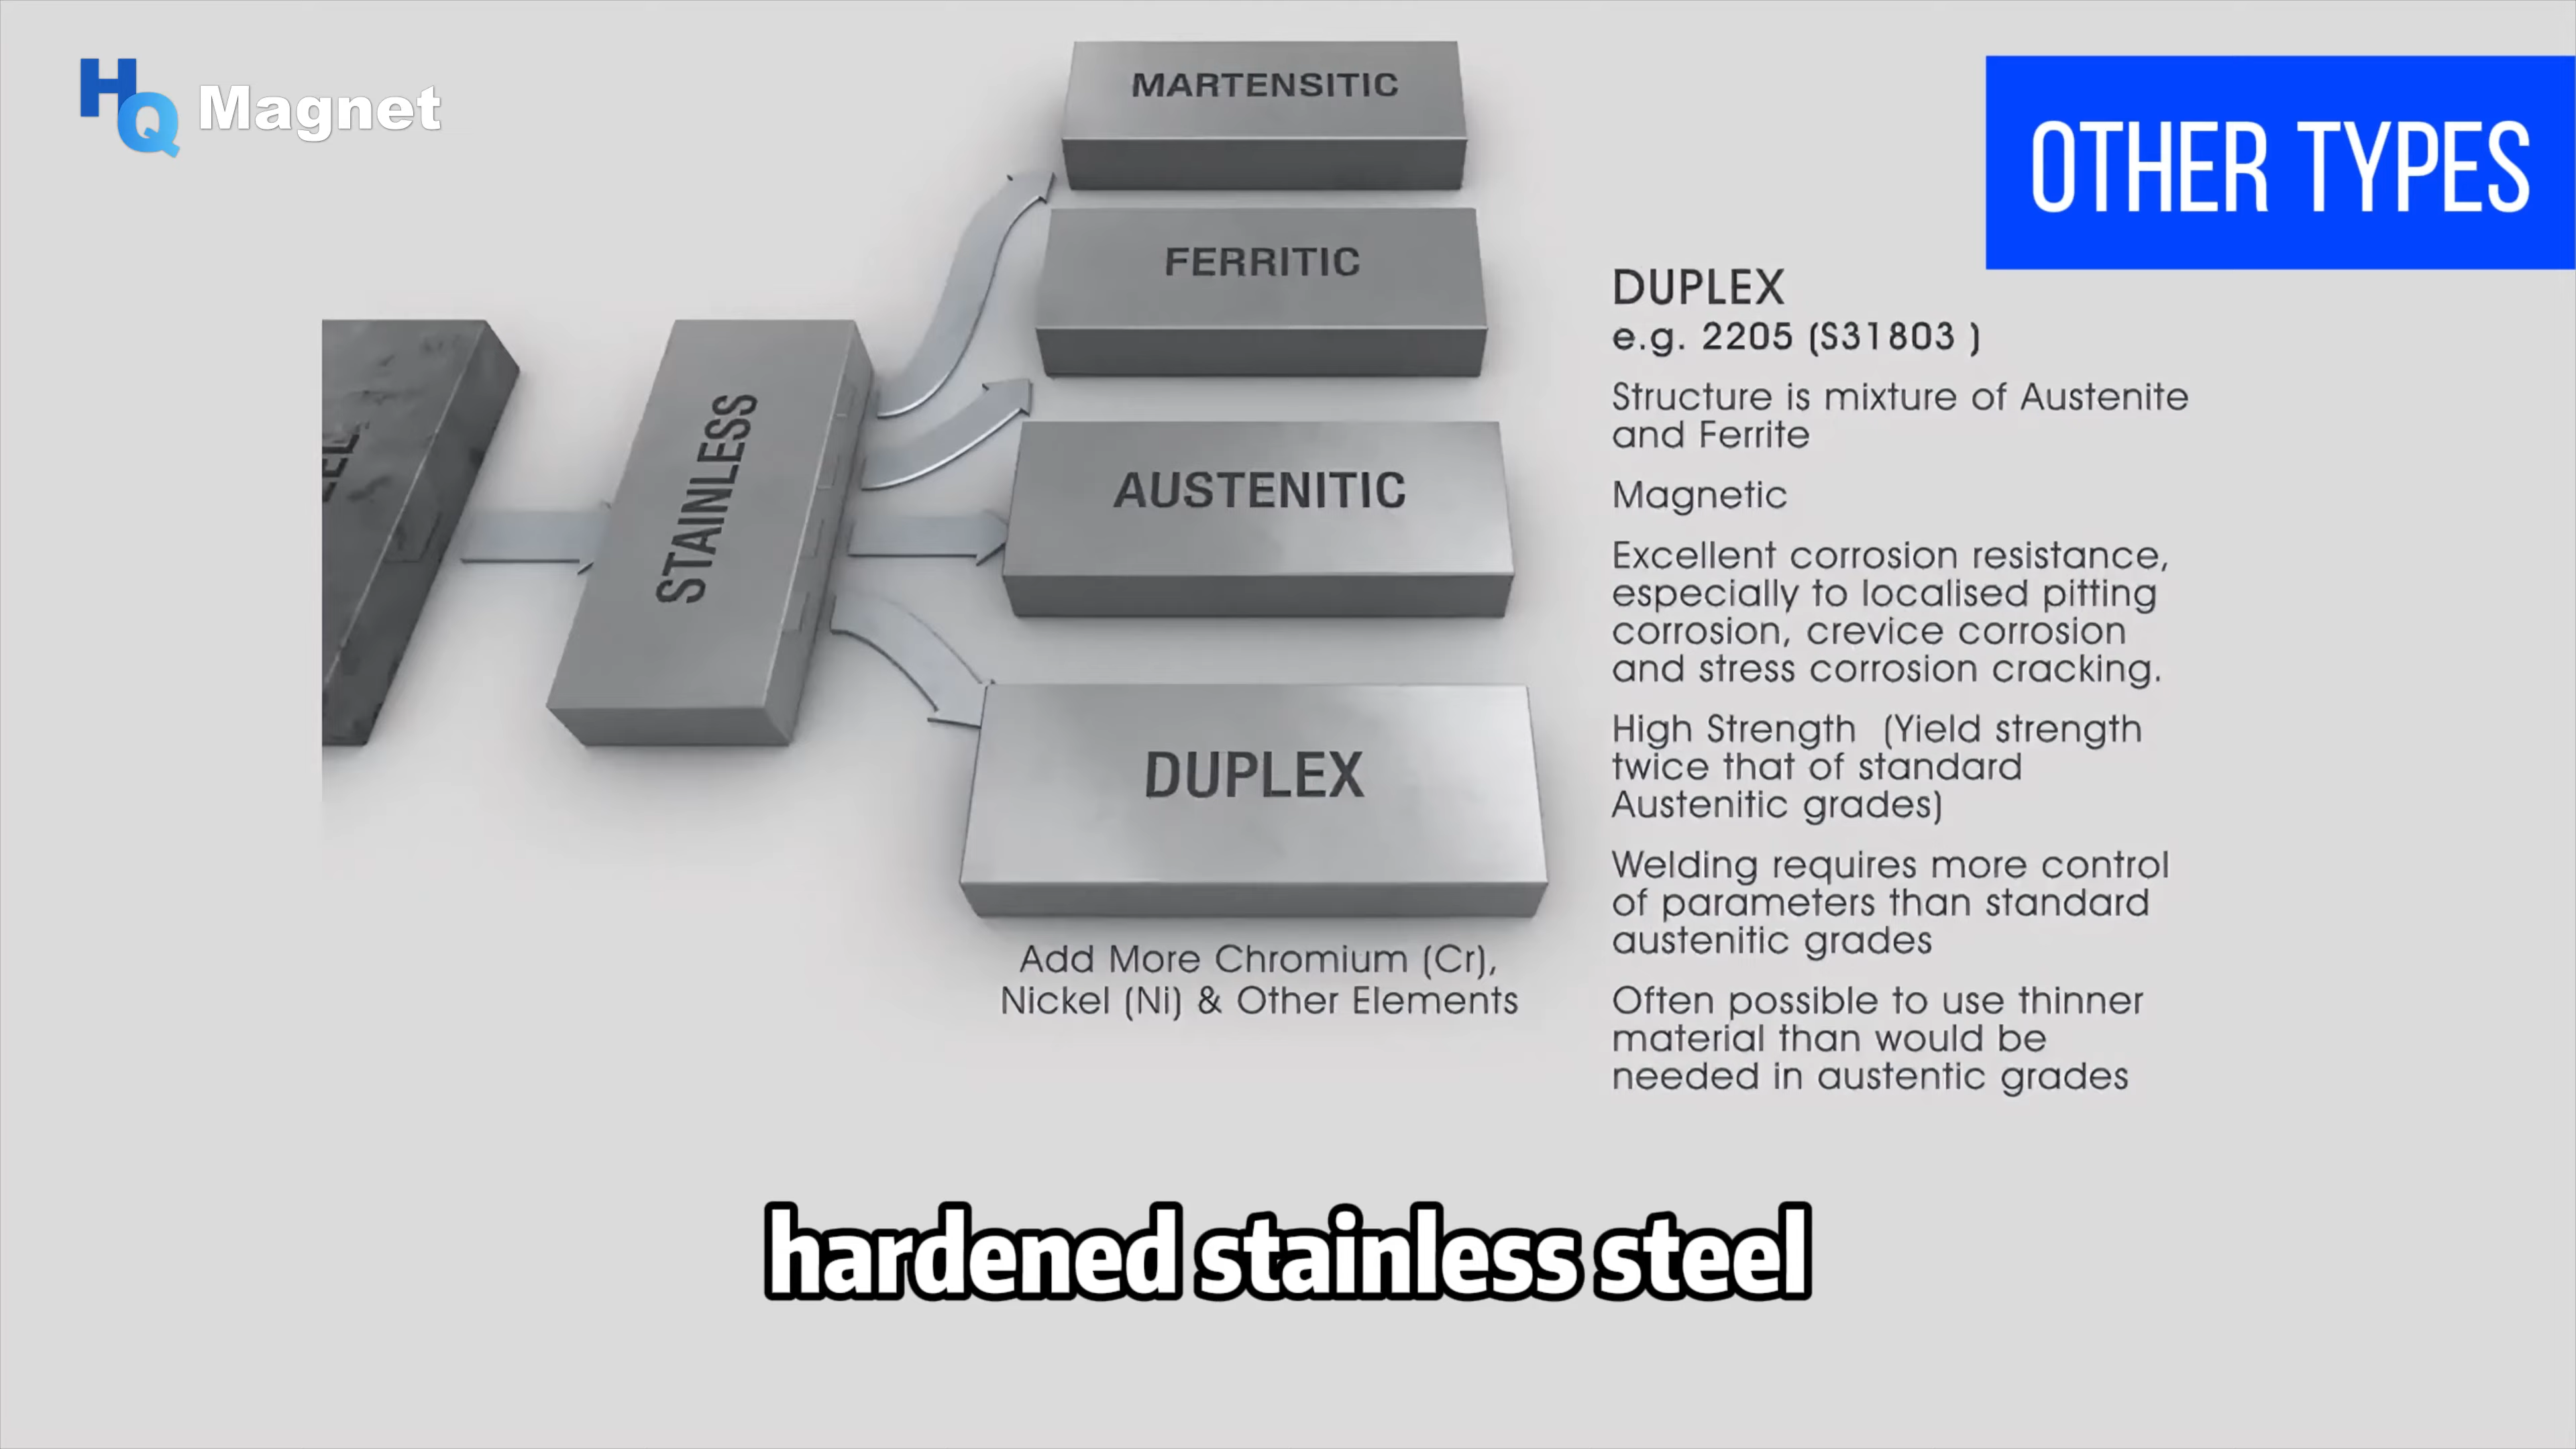 HQ Magnet
OTHER TYPES
MARTENSITIC
FERRITIC
AUSTENITIC
DUPLEX
STAINLESS
Add More Chromium (Cr),
Nickel (Ni) & Other Elements
DUPLEX
e.g. 2205 (S31803 )
Structure is mixture of Austenite
and Ferrite
Magnetic
Excellent corrosion resistance,
especially to localised pitting
corrosion, crevice corrosion
and stress corrosion cracking.
High Strength (Yield strength
twice that of standard
Austenitic grades)
Welding requires more control
of parameters than standard
austenitic grades
Often possible to use thinner
material than would be
needed in austentic grades
hardened stainless steel